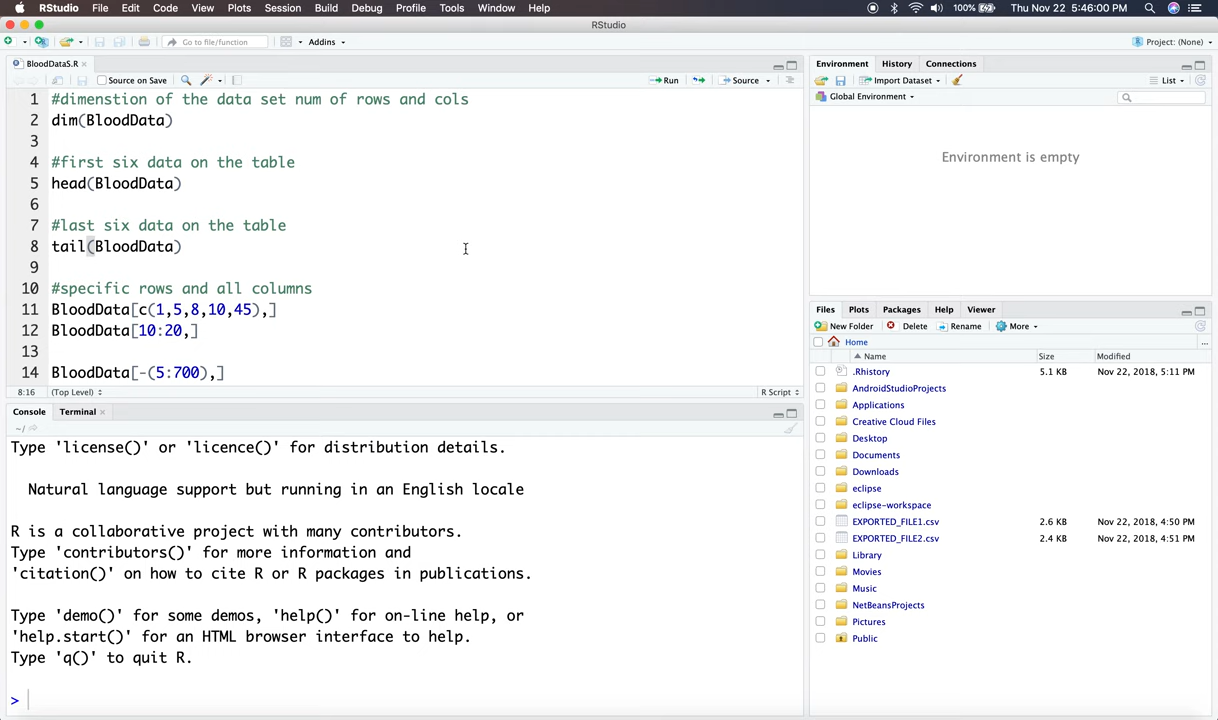 RStudio File Edit Code View Plots Session Build Debug Profile Tools Window Help 100% Thu Nov 22 5:46:00 PM
RStudio
Go to file/function Addins Project: (None)
BloodDataS.R
Source on Save Run Source
1 #dimenstion of the data set num of rows and cols
2 dim(BloodData)
3
4 #first six data on the table
5 head(BloodData)
6
7 #last six data on the table
8 tail(BloodData)
9
10 #specific rows and all columns
11 BloodData[c(1,5,8,10,45),]
12 BloodData[10:20,]
13
14 BloodData[-(5:700),]
8:16 (Top Level) R Script
Console Terminal
~/
Type 'license()' or 'licence()' for distribution details.
Natural language support but running in an English locale
R is a collaborative project with many contributors.
Type 'contributors()' for more information and
'citation()' on how to cite R or R packages in publications.
Type 'demo()' for some demos, 'help()' for on-line help, or
'help.start()' for an HTML browser interface to help.
Type 'q()' to quit R.
>
Environment History Connections
Import Dataset List
Global Environment
Environment is empty
Files Plots Packages Help Viewer
New Folder Delete Rename More
Home ...
Name Size Modified
.Rhistory 5.1 KB Nov 22, 2018, 5:11 PM
AndroidStudioProjects
Applications
Creative Cloud Files
Desktop
Documents
Downloads
eclipse
eclipse-workspace
EXPORTED_FILE1.csv 2.6 KB Nov 22, 2018, 4:50 PM
EXPORTED_FILE2.csv 2.4 KB Nov 22, 2018, 4:51 PM
Library
Movies
Music
NetBeansProjects
Pictures
Public